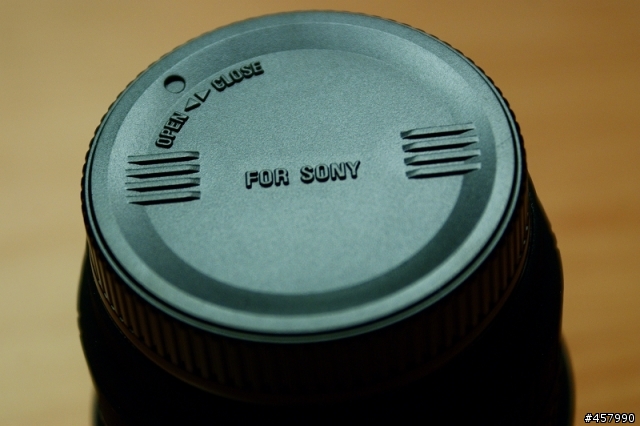 OPEN ◁ ▷ CLOSE
FOR SONY
#457990